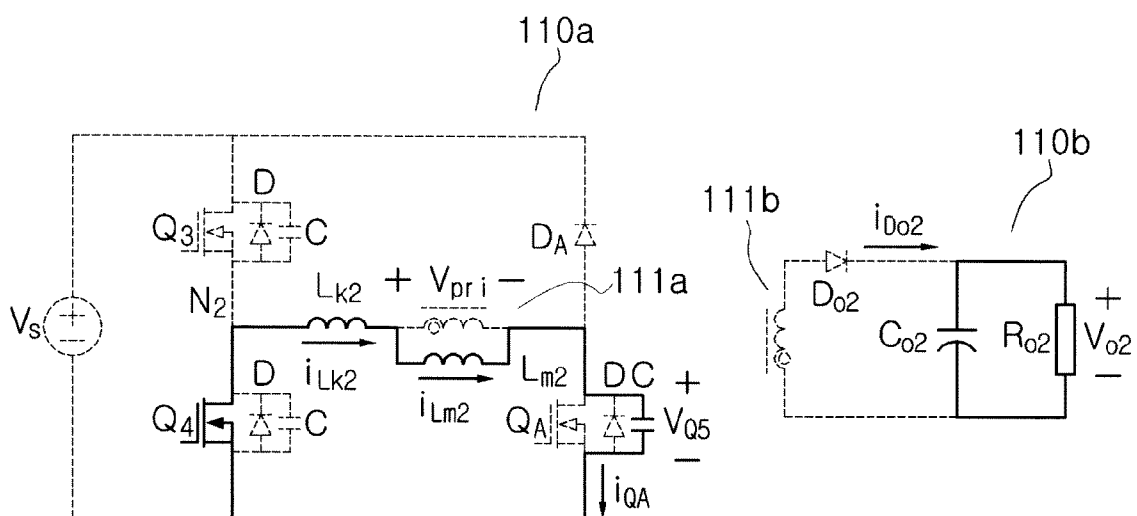 110a
110b
111b
D
Q3
C
DA
iDo2
Do2
N2
Lk2
+ Vpri −
111a
Vs
+
−
iLk2
iLm2
Lm2
Co2
Ro2
+
Vo2
−
D
Q4
C
QA
D C
+
VQ5
−
iQA